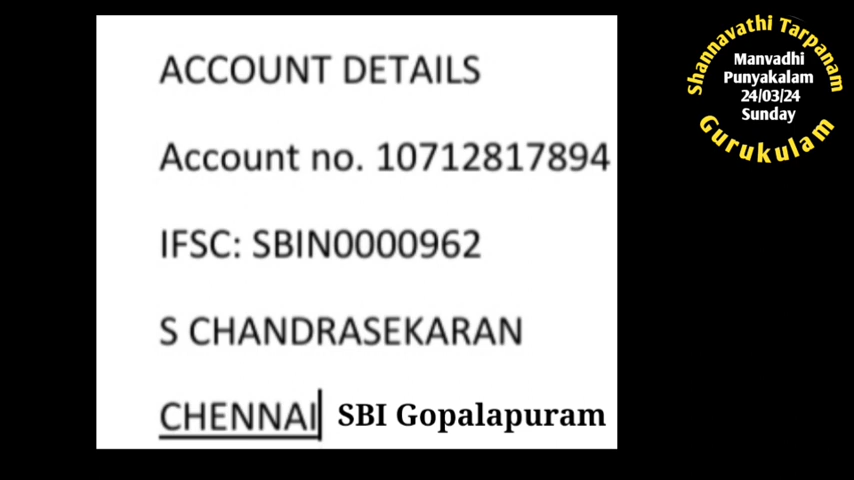 ACCOUNT DETAILS
Account no. 10712817894
IFSC: SBIN0000962
S CHANDRASEKARAN
CHENNAI SBI Gopalapuram
Shannavathi Tarpanam
Manvadhi
Punyakalam
24/03/24
Sunday
Gurukulam